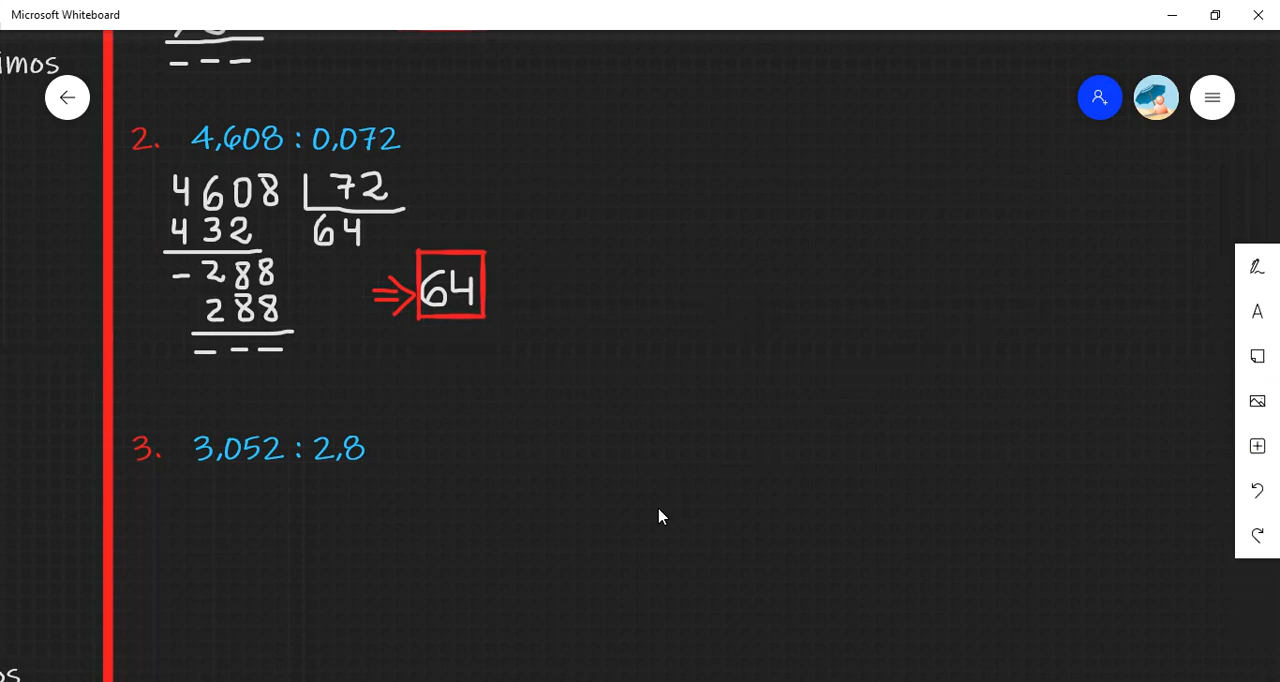 Microsoft Whiteboard
imos
- - -
2. 4,608 : 0,072
4608 72
432 64
- 288
288
⇒ 64
- - -
3. 3,052 : 2,8
os